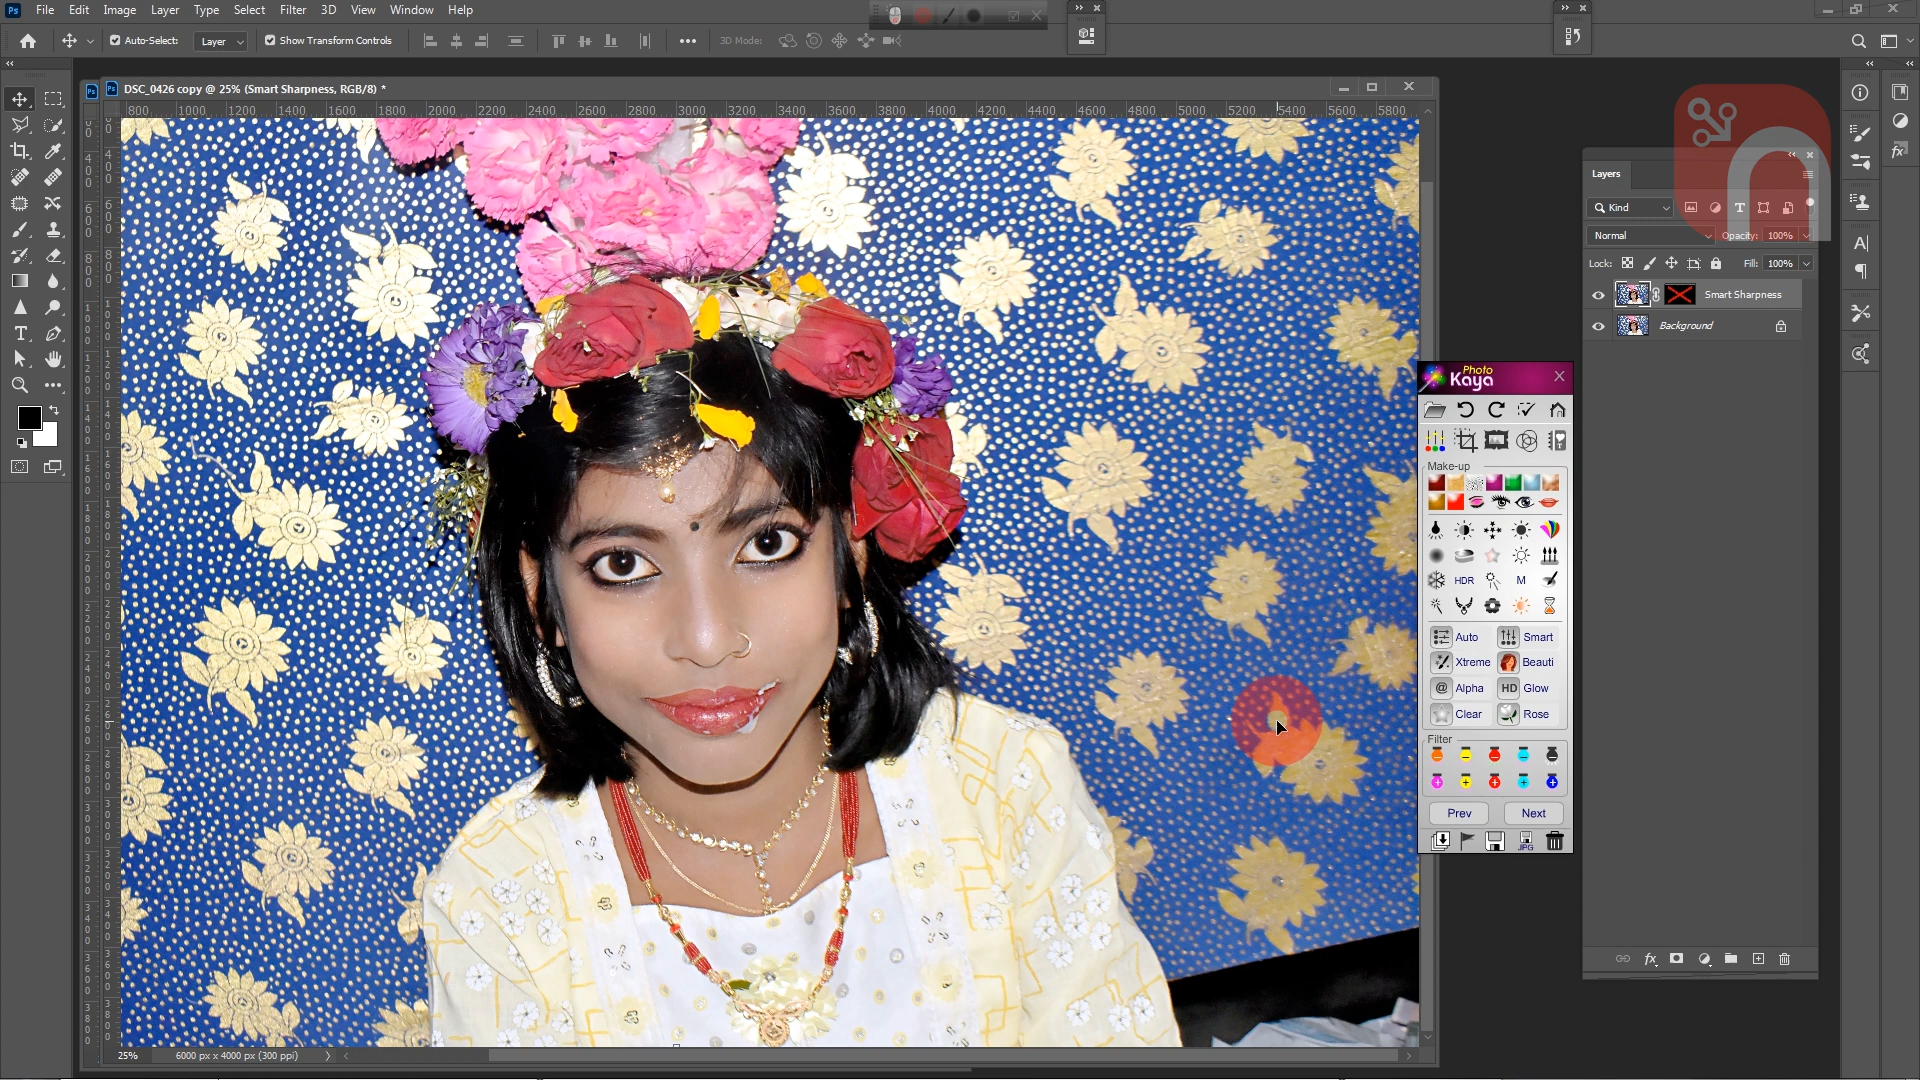 File Edit Image Layer Type Select Filter 3D View Window Help
Auto-Select: Layer Show Transform Controls 3D Mode:
DSC_0426 copy @ 25% (Smart Sharpness, RGB/8) *
800 1000 1200 1400 1600 1800 2000 2200 2400 2600 2800 3000 3200 3400 3600 3800 4000 4200 4400 4600 4800 5000 5200 5400 5600 5800
Layers
Kind
Normal Opacity: 100%
Lock: Fill: 100%
Smart Sharpness
Background
Photo
Kaya
Make-up
HDR M
Auto Smart
Xtreme Beauti
Alpha HD Glow
Clear Rose
Filter
Prev Next
JPG
25% 6000 px x 4000 px (300 ppi)